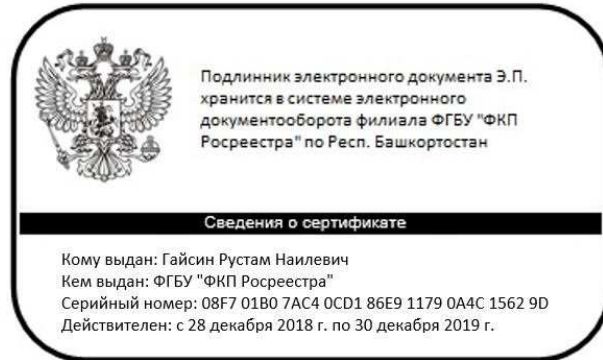 Подлинник электронного документа Э.П.
хранится в системе электронного
документооборота филиала ФГБУ "ФКП
Росреестра" по Респ. Башкортостан
Сведения о сертификате
Кому выдан: Гайсин Рустам Наилевич
Кем выдан: ФГБУ "ФКП Росреестра"
Серийный номер: 08F7 01B0 7AC4 0CD1 86E9 1179 0A4C 1562 9D
Действителен: с 28 декабря 2018 г. по 30 декабря 2019 г.